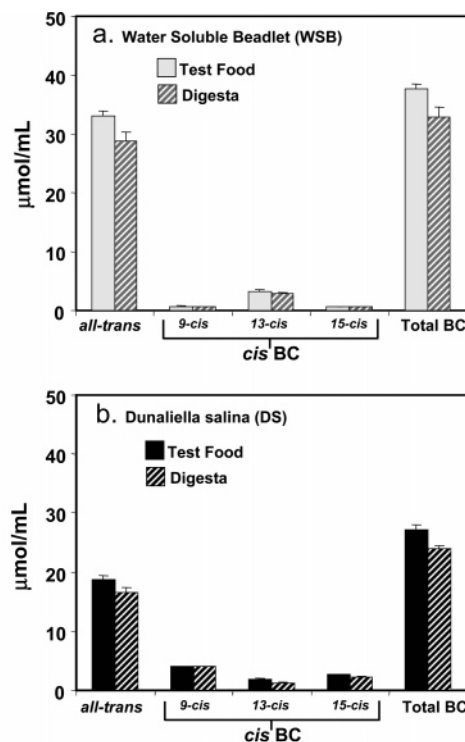 50
a. Water Soluble Beadlet (WSB)
Test Food
Digesta
40
30
20
10
0
μmol/mL
all-trans
9-cis
13-cis
15-cis
Total BC
cis BC
50
b. Dunaliella salina (DS)
Test Food
Digesta
40
30
20
10
0
μmol/mL
all-trans
9-cis
13-cis
15-cis
Total BC
cis BC